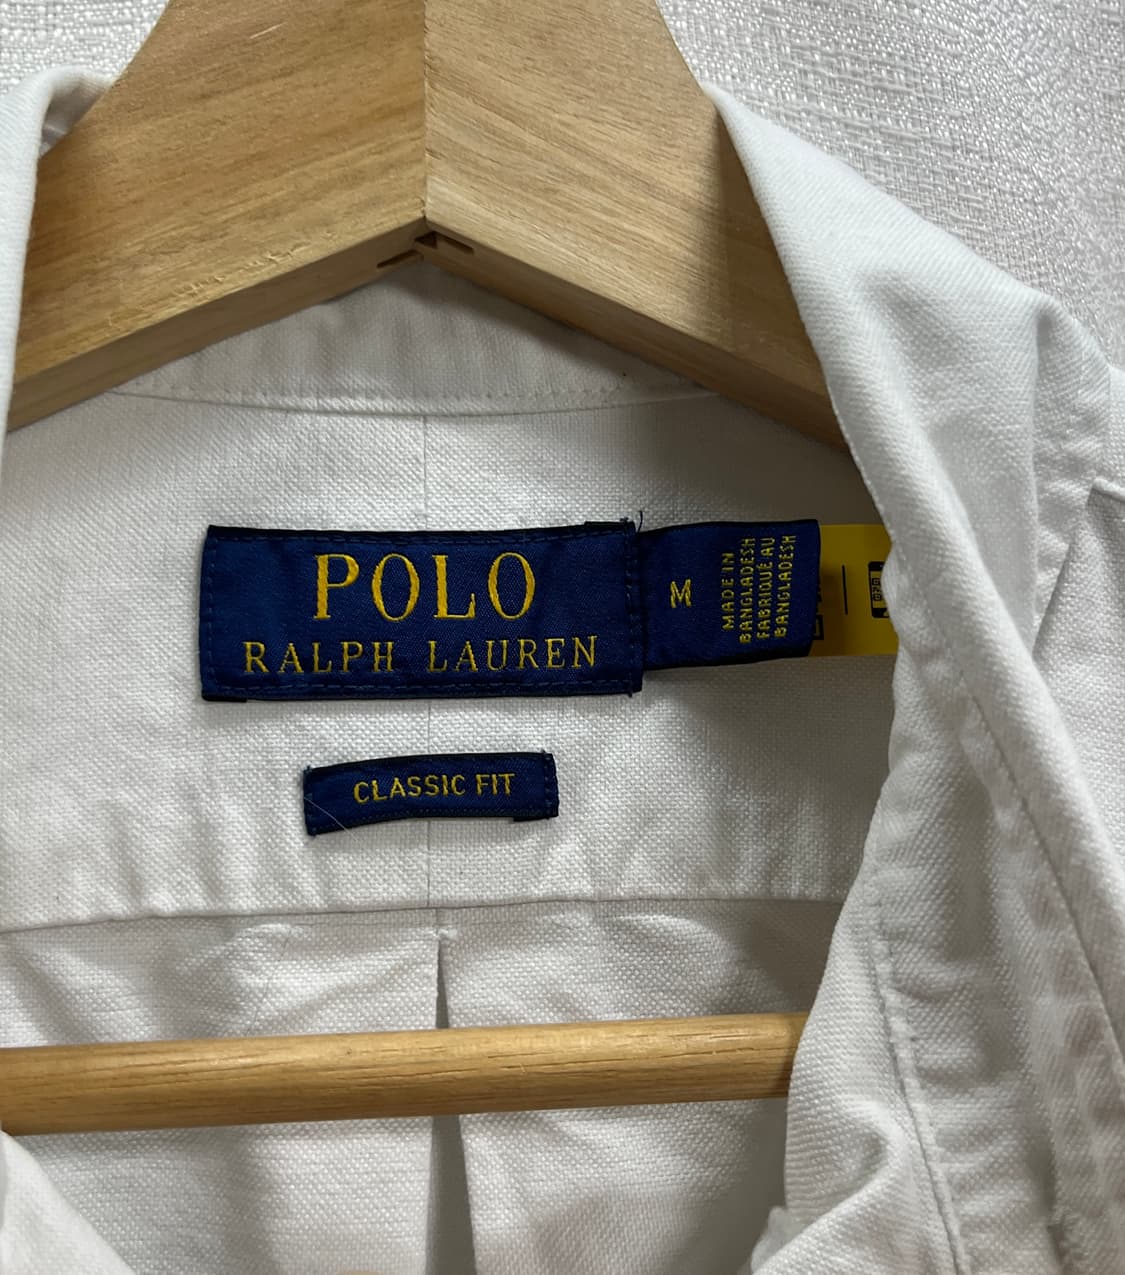 POLO
RALPH LAUREN
M
MADE IN
BANGLADESH
FABRIQUÉ AU
BANGLADESH
CLASSIC FIT